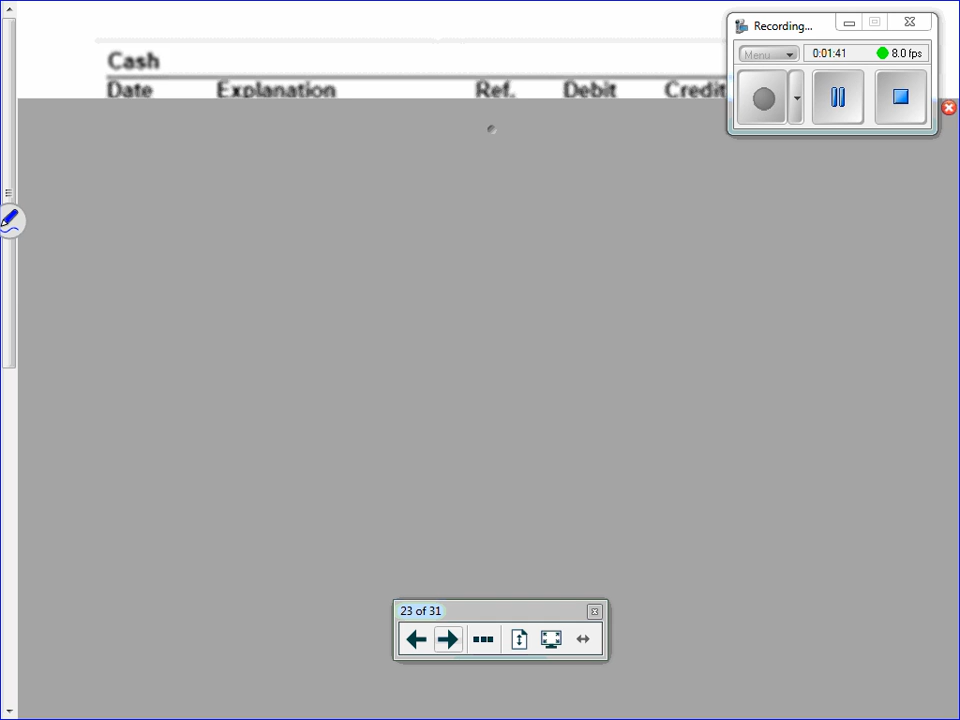 Recording...
Menu
0:01:41
8.0 fps
Cash
Date Explanation Ref. Debit Credit
23 of 31